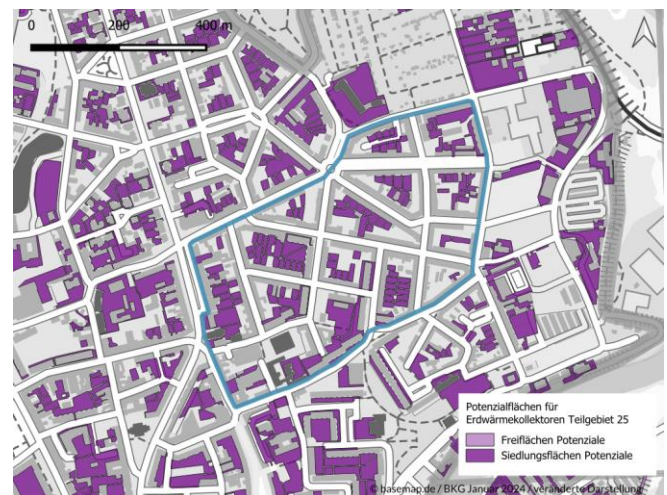 0 200 400 m
Potenzialflächen für
Erdwärmekollektoren Teilgebiet 25
Freiflächen Potenziale
Siedlungsflächen Potenziale
© basemap.de / BKG Januar 2024 / veränderte Darstellung